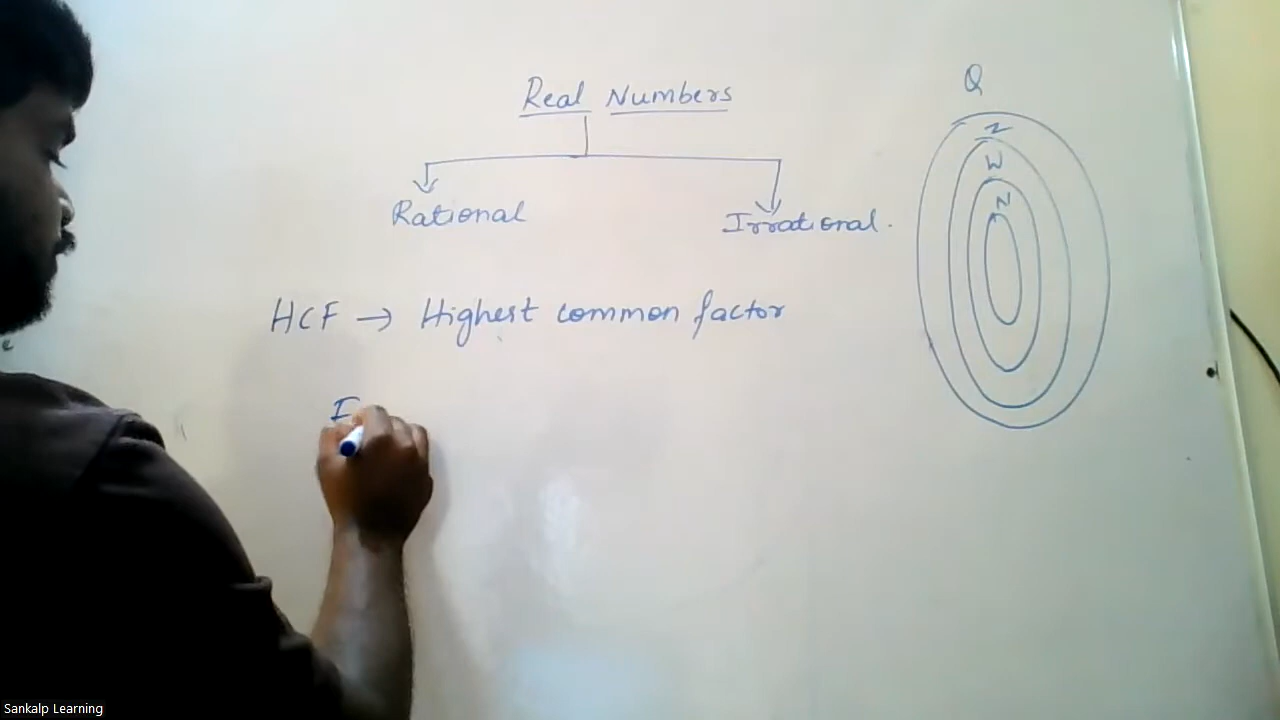 Real Numbers
Rational
Irrational.
HCF → Highest common factor
I
Q
Z
W
N
Sankalp Learning